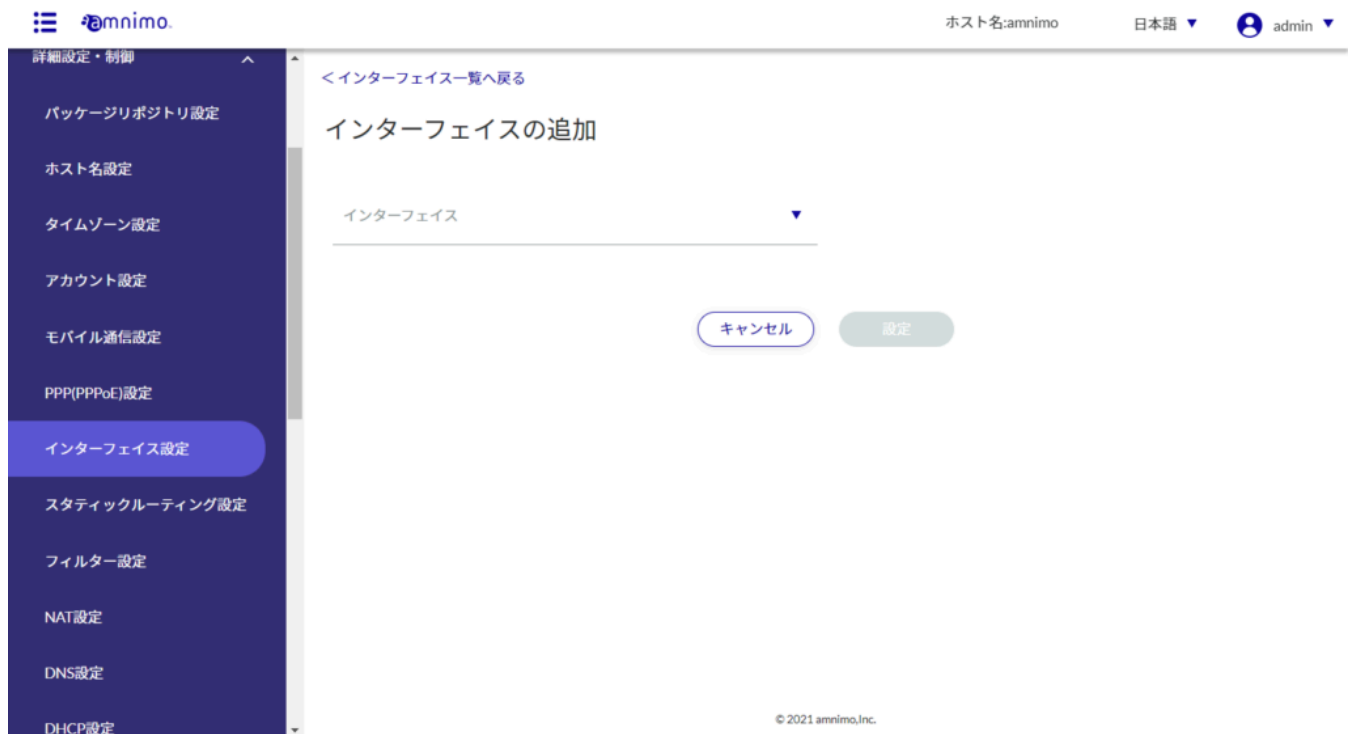 amnimo.
ホスト名:amnimo
日本語 ▼
admin ▼
詳細設定・制御
パッケージリポジトリ設定
ホスト名設定
タイムゾーン設定
アカウント設定
モバイル通信設定
PPP(PPPoE)設定
インターフェイス設定
スタティックルーティング設定
フィルター設定
NAT設定
DNS設定
DHCP設定
<インターフェイス一覧へ戻る
インターフェイスの追加
インターフェイス ▼
キャンセル
設定
© 2021 amnimo,Inc.